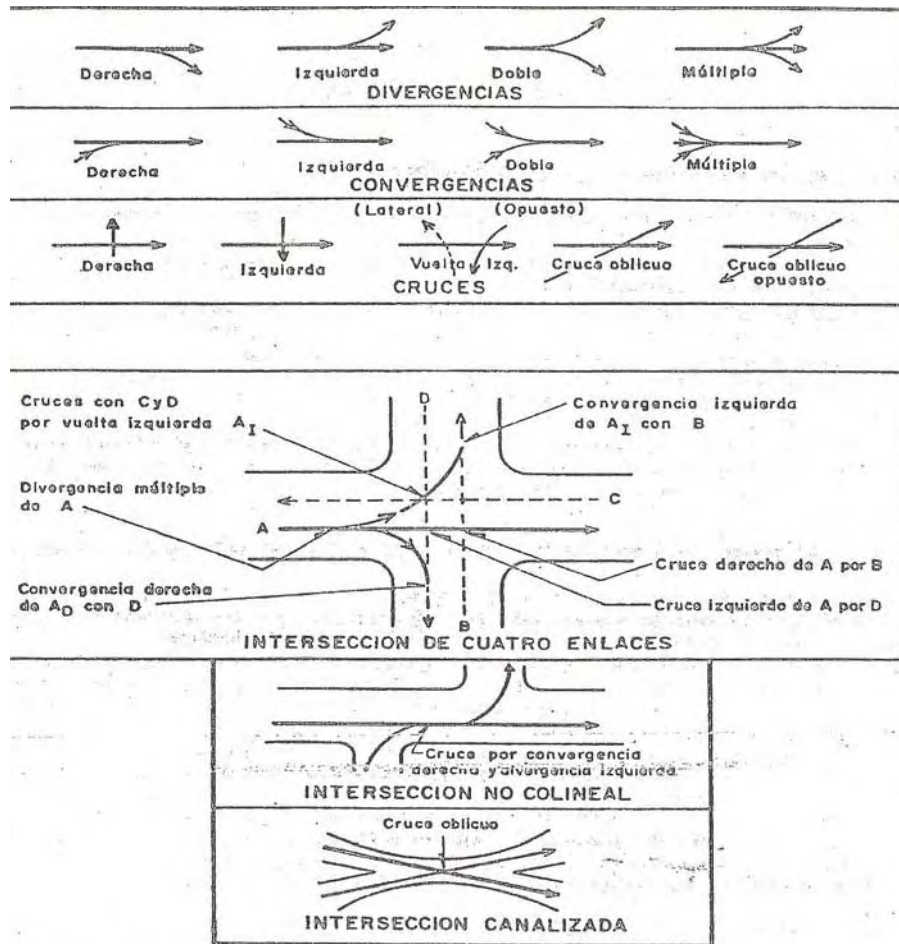 Derecha Izquierda Doble Múltiple
DIVERGENCIAS
Derecha Izquierda Doble Múltiple
CONVERGENCIAS
(Lateral) (Opuesto)
Derecha Izquierda Vuelta Izq. Cruce oblicuo Cruce oblicuo
opuesto
CRUCES
Cruces con C y D
por vuelta izquierda A_I
D
A
Convergencia izquierda
de A_I con B
Divergencia múltiple
de A
C
A
Convergencia derecha
de A_D con D
Cruce derecho de A por B
Cruce izquierdo de A por D
B
INTERSECCION DE CUATRO ENLACES
Cruce por convergencia
derecha y divergencia izquierda
INTERSECCION NO COLINEAL
Cruce oblicuo
INTERSECCION CANALIZADA